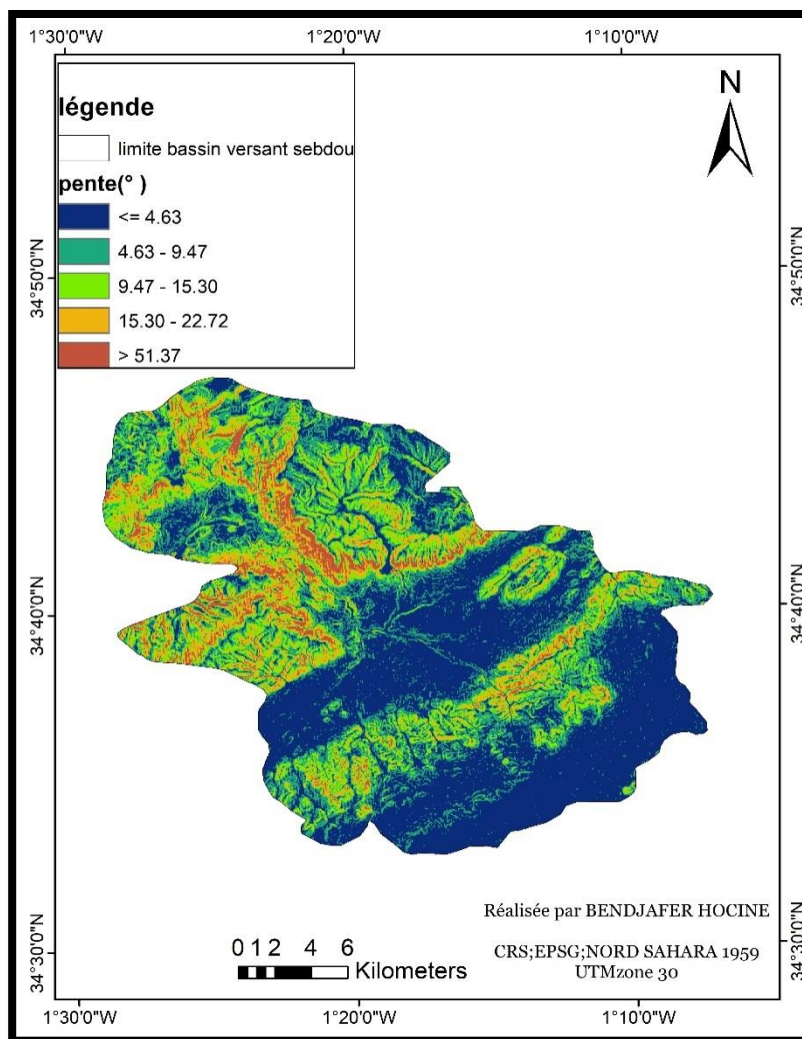 1°30'0"W
1°20'0"W
1°10'0"W
N
légende
limite bassin versant sebdou
pente(° )
<= 4.63
4.63 - 9.47
9.47 - 15.30
15.30 - 22.72
> 51.37
34°50'0"N
34°50'0"N
34°40'0"N
34°40'0"N
34°30'0"N
34°30'0"N
Réalisée par BENDJAFER HOCINE
CRS;EPSG;NORD SAHARA 1959
UTMzone 30
0 1 2 4 6
Kilometers
1°30'0"W
1°20'0"W
1°10'0"W